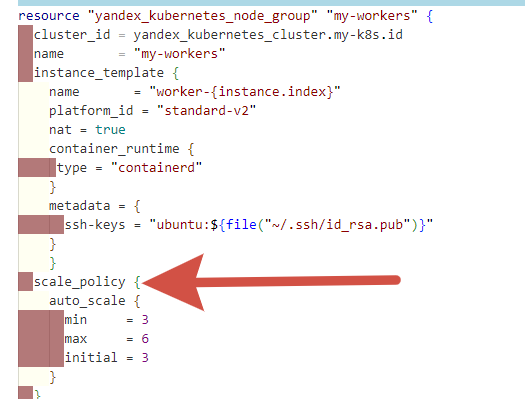 resource "yandex_kubernetes_node_group" "my-workers" {
cluster_id = yandex_kubernetes_cluster.my-k8s.id
name       = "my-workers"
instance_template {
name       = "worker-{instance.index}"
platform_id = "standard-v2"
nat = true
container_runtime {
type = "containerd"
}
metadata = {
ssh-keys = "ubuntu:${file("~/.ssh/id_rsa.pub")}"
}
}
scale_policy {
auto_scale {
min     = 3
max     = 6
initial = 3
}
}